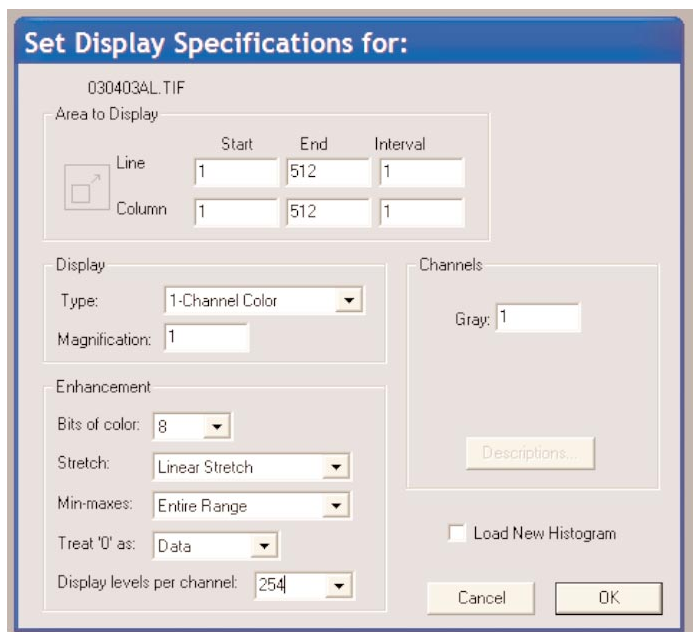 Set Display Specifications for:
030403AL.TIF
Area to Display
Start End Interval
Line 1 512 1
Column 1 512 1
Display
Type: 1-Channel Color
Magnification: 1
Channels
Gray: 1
Descriptions...
Enhancement
Bits of color: 8
Stretch: Linear Stretch
Min-maxes: Entire Range
Treat '0' as: Data
Display levels per channel: 254
Load New Histogram
Cancel OK